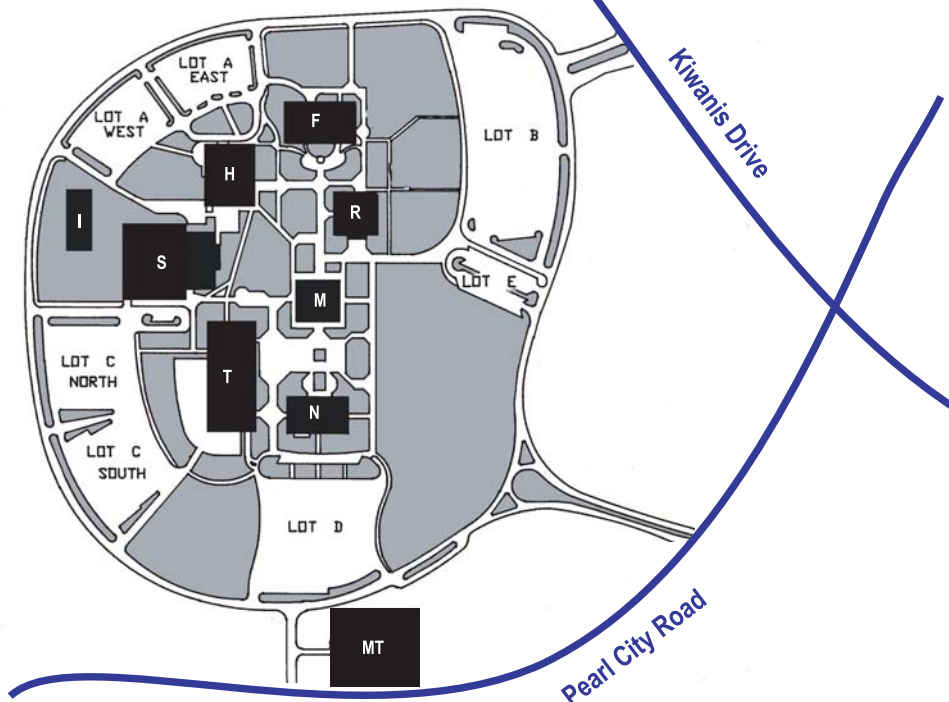 LOT A
EAST
LOT A
WEST
F
Kiwanis Drive
LOT B
H
R
I
S
LOT E
M
LOT C
NORTH
T
N
LOT C
SOUTH
LOT D
MT
Pearl City Road